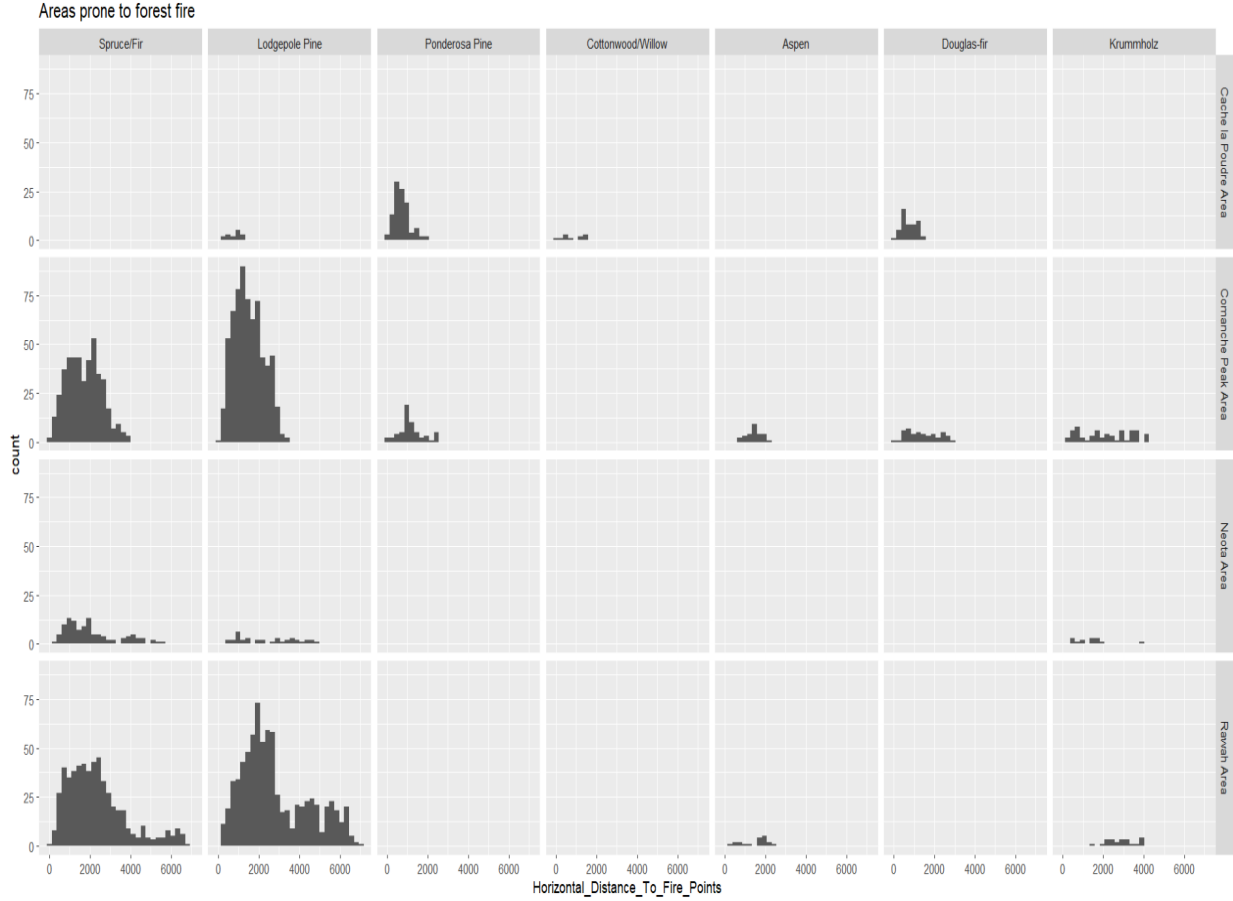 Areas prone to forest fire
Spruce/Fir
Lodgepole Pine
Ponderosa Pine
Cottonwood/Willow
Aspen
Douglas-fir
Krummholz
count
75
50
25
0
Cache la Poudre Area
75
50
25
0
Comanche Peak Area
75
50
25
0
Neota Area
75
50
25
0
Rawah Area
0 2000 4000 6000 0 2000 4000 6000 0 2000 4000 6000 0 2000 4000 6000 0 2000 4000 6000 0 2000 4000 6000 0 2000 4000 6000
Horizontal_Distance_To_Fire_Points